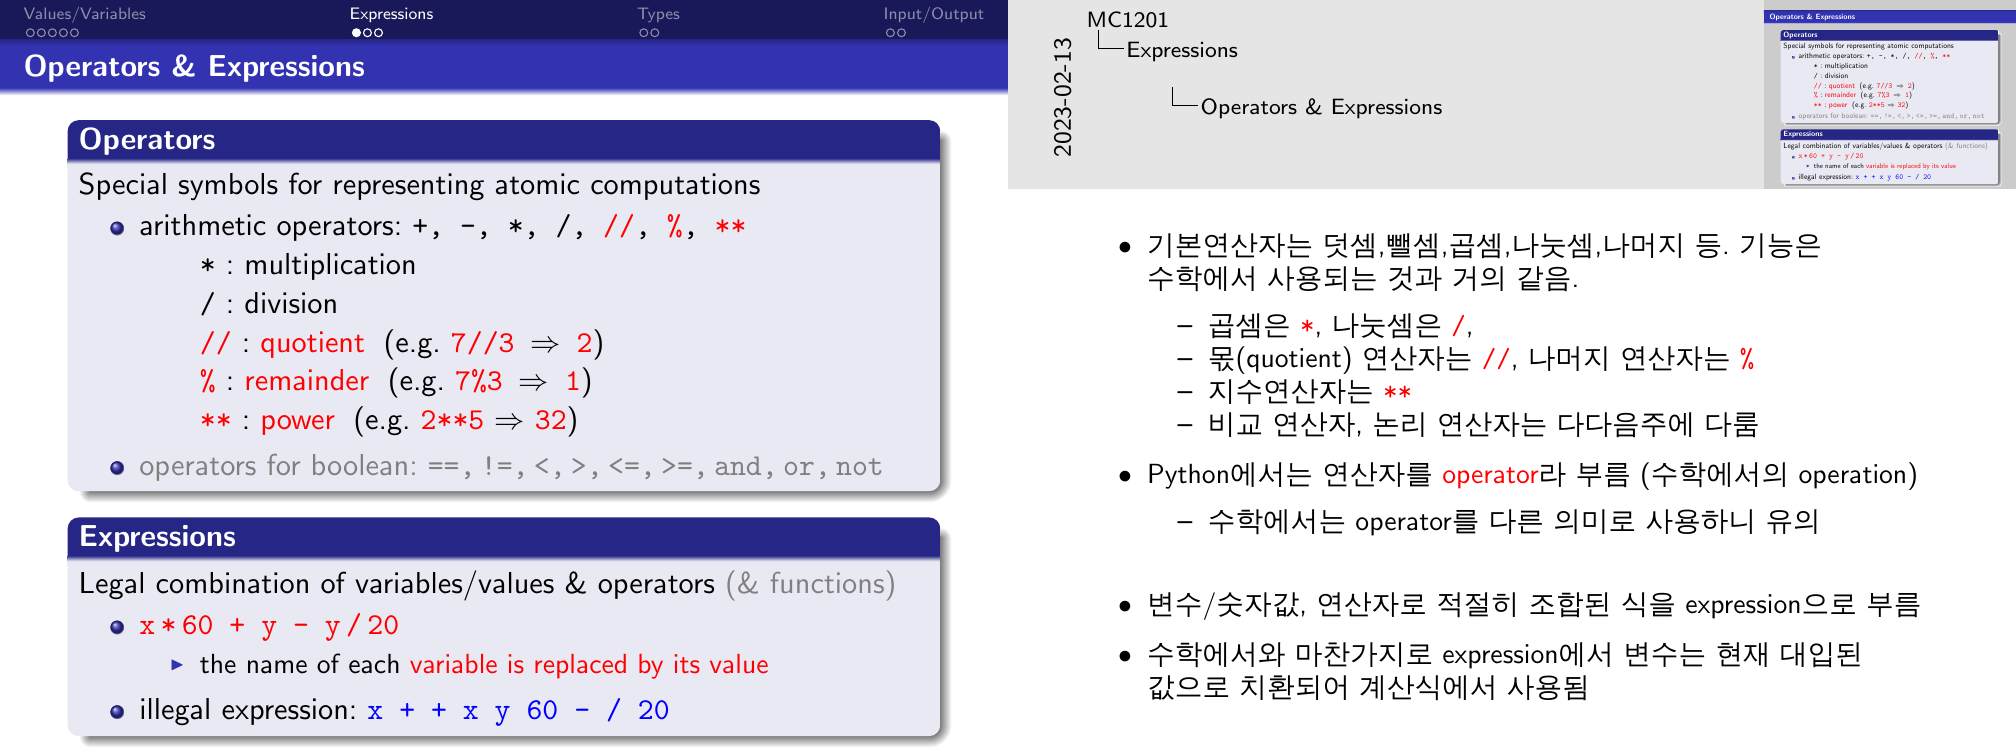 Values/Variables Expressions Types Input/Output
Operators & Expressions
Operators
Special symbols for representing atomic computations
arithmetic operators: +, -, *, /, //, %, **
* : multiplication
/ : division
// : quotient (e.g. 7//3 ⇒ 2)
% : remainder (e.g. 7%3 ⇒ 1)
** : power (e.g. 2**5 ⇒ 32)
operators for boolean: ==, !=, <, >, <=, >=, and, or, not
Expressions
Legal combination of variables/values & operators (& functions)
x*60 + y - y/20
the name of each variable is replaced by its value
illegal expression: x + + x y 60 - / 20
2023-02-13
MC1201
Expressions
Operators & Expressions
Operators & Expressions
Operators
Special symbols for representing atomic computations
arithmetic operators: +, -, *, /, //, %, **
* : multiplication
/ : division
// : quotient (e.g. 7//3 ⇒ 2)
% : remainder (e.g. 7%3 ⇒ 1)
** : power (e.g. 2**5 ⇒ 32)
operators for boolean: ==, !=, <, >, <=, >=, and, or, not
Expressions
Legal combination of variables/values & operators (& functions)
x*60 + y - y/20
the name of each variable is replaced by its value
illegal expression: x + + x y 60 - / 20
• 기본연산자는 덧셈,뺄셈,곱셈,나눗셈,나머지 등. 기능은
수학에서 사용되는 것과 거의 같음.
– 곱셈은 *, 나눗셈은 /,
– 몫(quotient) 연산자는 //, 나머지 연산자는 %
– 지수연산자는 **
– 비교 연산자, 논리 연산자는 다다음주에 다룸
• Python에서는 연산자를 operator라 부름 (수학에서의 operation)
– 수학에서는 operator를 다른 의미로 사용하니 유의
• 변수/숫자값, 연산자로 적절히 조합된 식을 expression으로 부름
• 수학에서와 마찬가지로 expression에서 변수는 현재 대입된
값으로 치환되어 계산식에서 사용됨